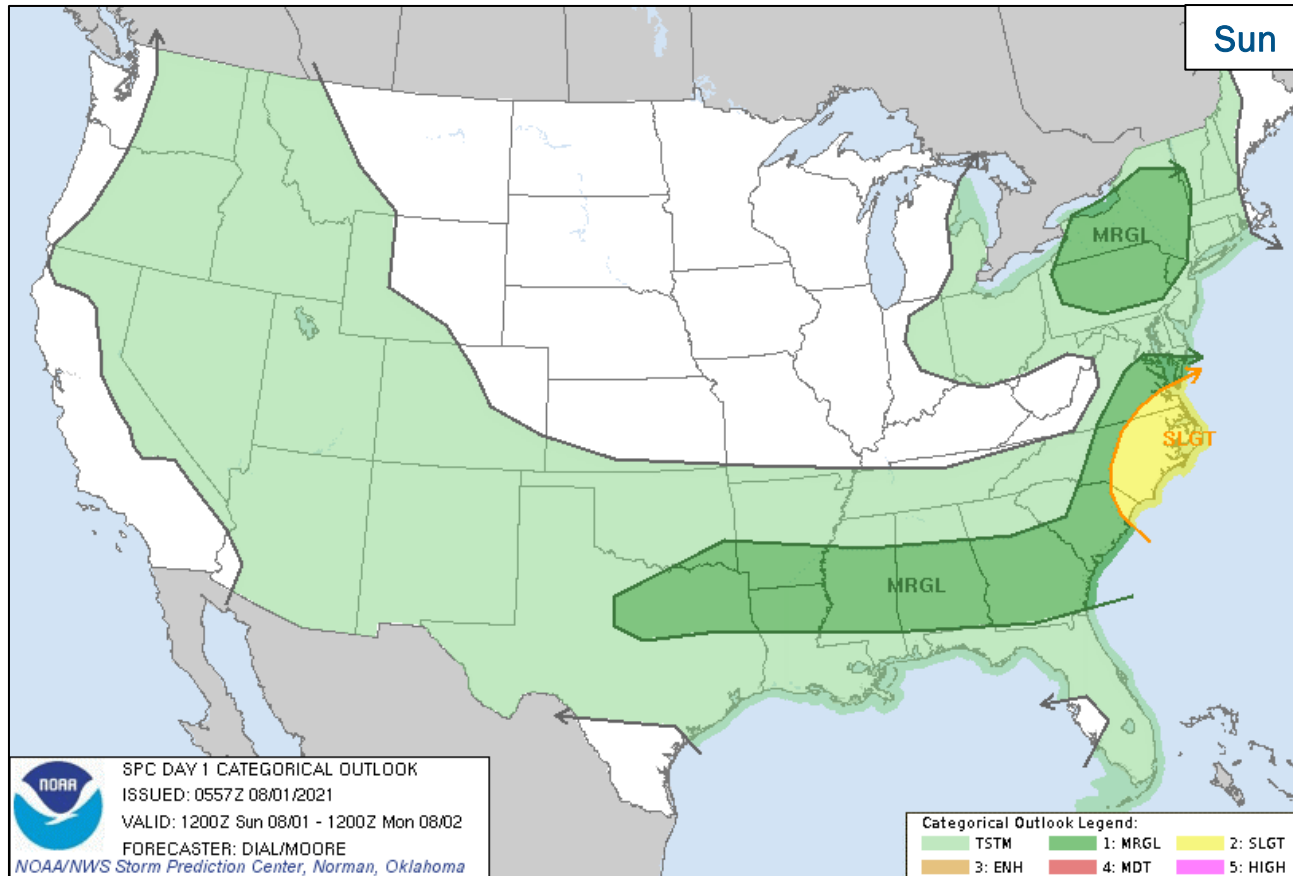 Sun
MRGL
SLGT
MRGL
NOAA
SPC DAY 1 CATEGORICAL OUTLOOK
ISSUED: 0557Z 08/01/2021
VALID: 1200Z Sun 08/01 - 1200Z Mon 08/02
FORECASTER: DIAL/MOORE
NOAA/NWS Storm Prediction Center, Norman, Oklahoma
Categorical Outlook Legend:
TSTM 1: MRGL 2: SLGT
3: ENH 4: MDT 5: HIGH